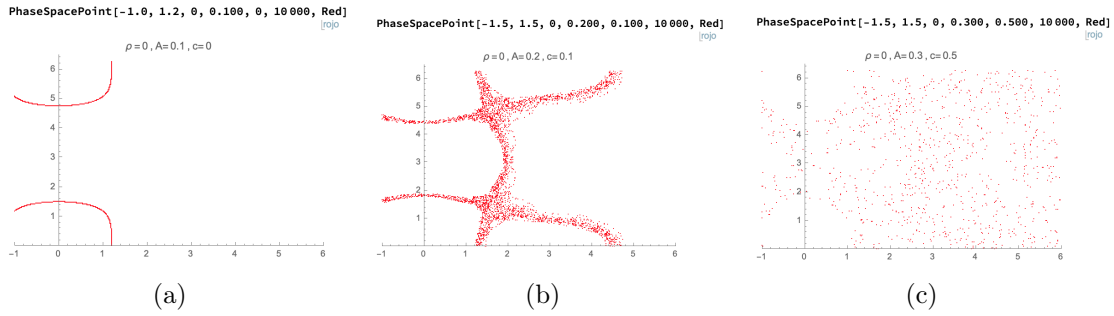 PhaseSpacePoint[-1.0, 1.2, 0, 0.100, 0, 10 000, Red]
⌊rojo
ρ=0 , A=0.1 , c=0
6
5
4
3
2
1
-1 0 1 2 3 4 5 6
(a)
PhaseSpacePoint[-1.5, 1.5, 0, 0.200, 0.100, 10 000, Red]
⌊rojo
ρ=0 , A=0.2 , c=0.1
6
5
4
3
2
1
-1 0 1 2 3 4 5 6
(b)
PhaseSpacePoint[-1.5, 1.5, 0, 0.300, 0.500, 10 000, Red]
⌊rojo
ρ=0 , A=0.3 , c=0.5
6
5
4
3
2
1
-1 0 1 2 3 4 5 6
(c)